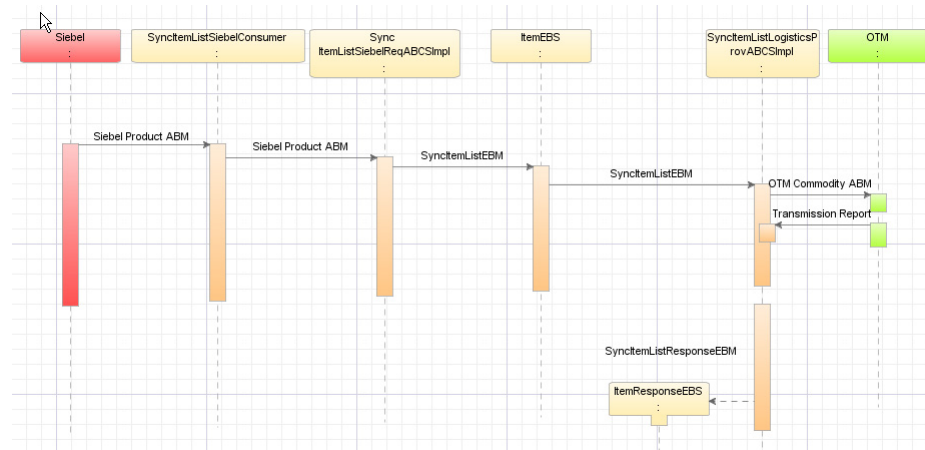 Siebel
:
SyncItemListSiebelConsumer
:
Sync
ItemListSiebelReqABCSImpl
:
ItemEBS
:
SyncItemListLogisticsP
rovABCSImpl
:
OTM
:
Siebel Product ABM
Siebel Product ABM
SyncItemListEBM
SyncItemListEBM
OTM Commodity ABM
Transmission Report
SyncItemListResponseEBM
ItemResponseEBS
: